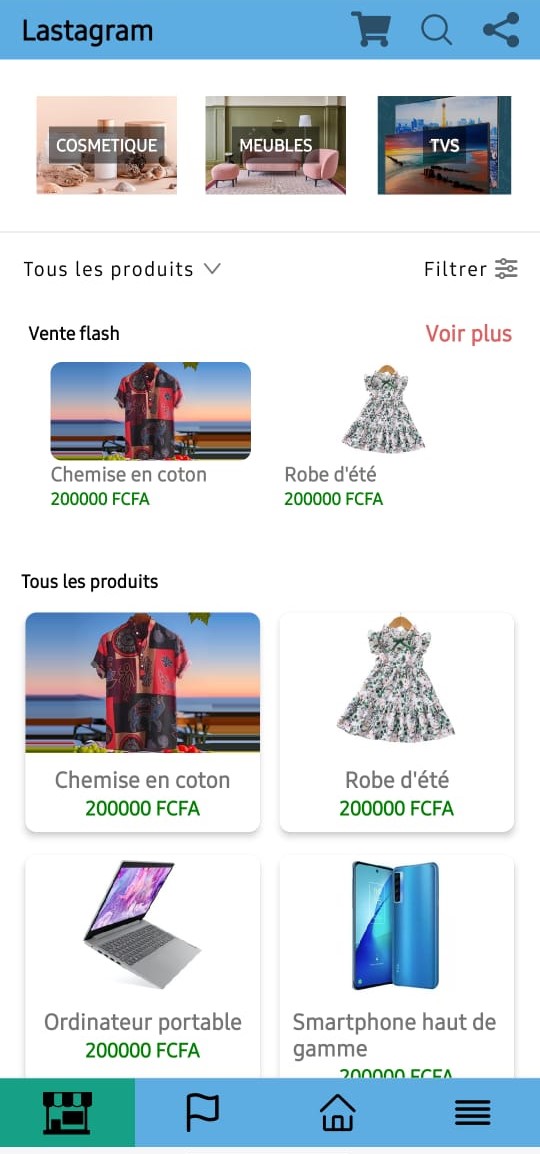 Lastagram
COSMETIQUE
MEUBLES
TVS
Tous les produits
Filtrer
Vente flash
Voir plus
Chemise en coton
200000 FCFA
Robe d'été
200000 FCFA
Tous les produits
Chemise en coton
200000 FCFA
Robe d'été
200000 FCFA
Ordinateur portable
200000 FCFA
Smartphone haut de
gamme
200000 FCFA